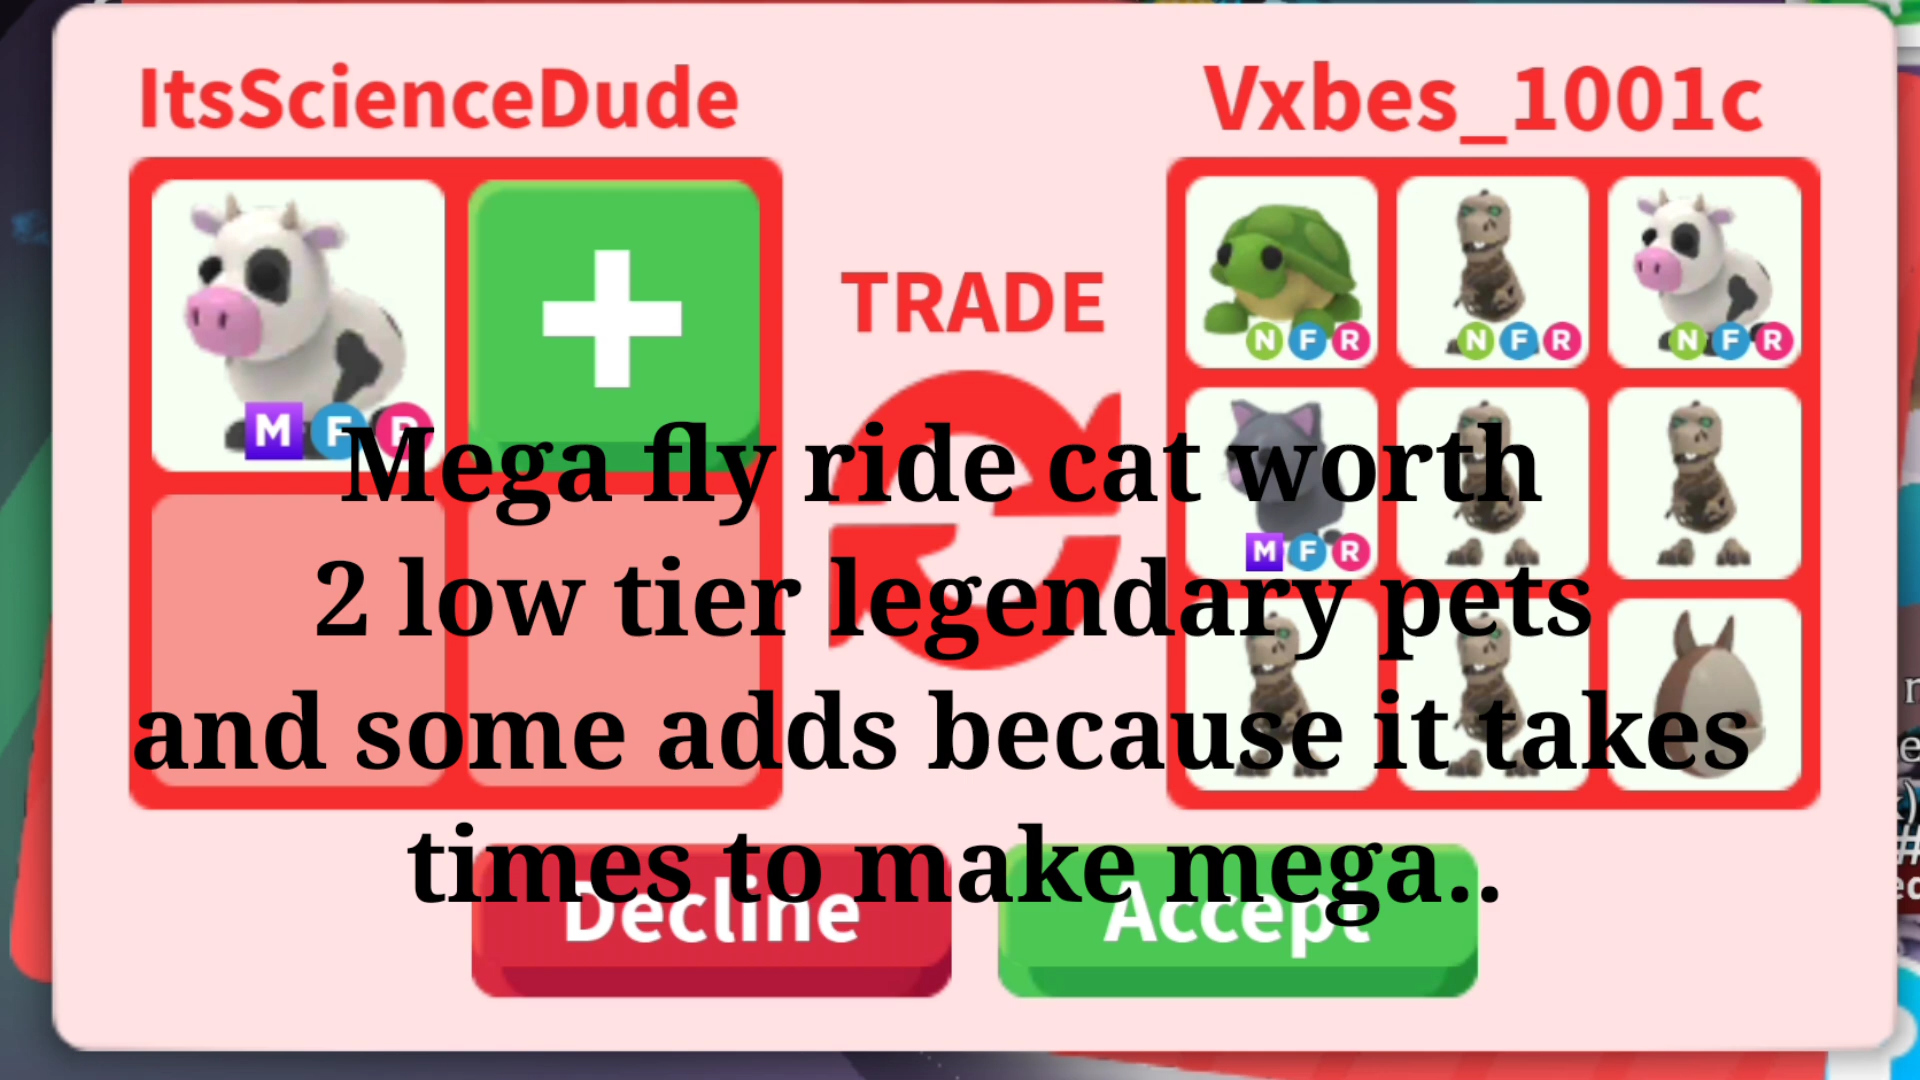 ItsScienceDude
Vxbes_1001c
TRADE
N F R
N F R
N F R
M F R
M F R
Mega fly ride cat worth
2 low tier legendary pets
and some adds because it takes
times to make mega..
Decline
Accept